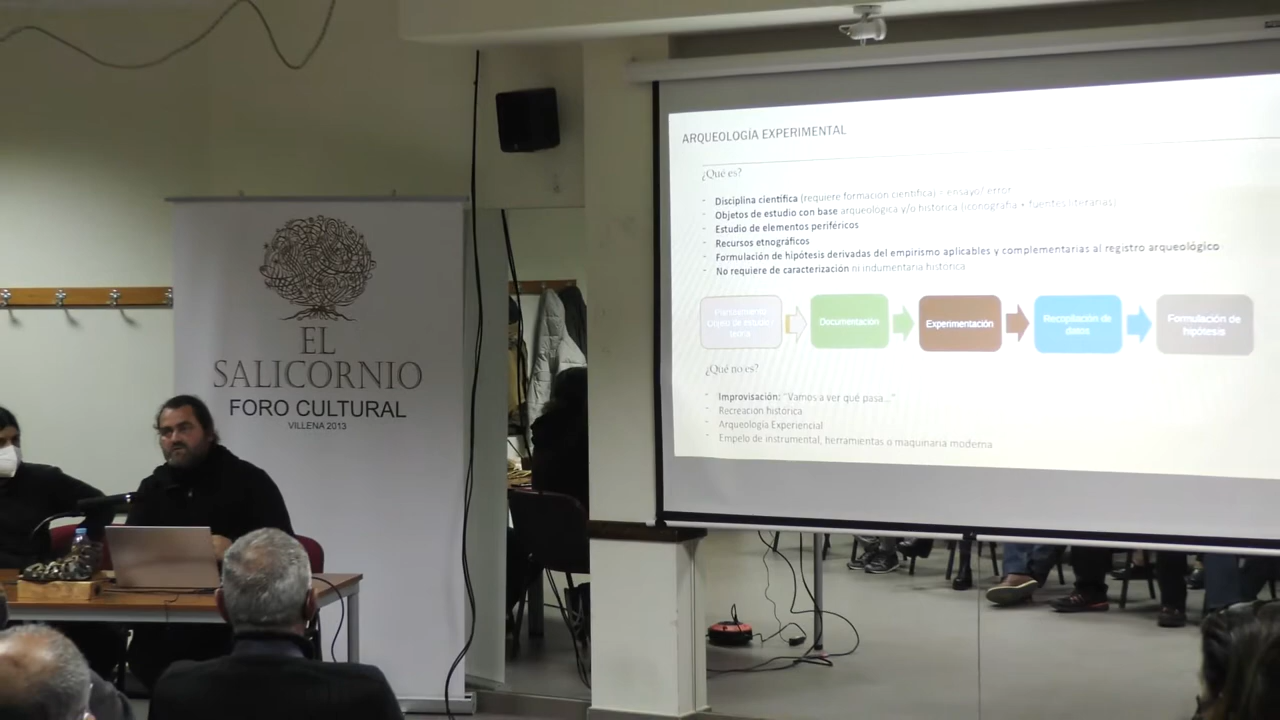 EL
SALICORNIO
FORO CULTURAL
VILLENA 2013
ARQUEOLOGÍA EXPERIMENTAL
¿Qué es?
- Disciplina científica (requiere formación científica) ensayo/ error
- Objetos de estudio con base arqueológica y/o histórica (iconografía + fuentes literarias)
- Estudio de elementos periféricos
- Recursos etnográficos
- Formulación de hipótesis derivadas del empirismo aplicables y complementarias al registro arqueológico
- No requiere de caracterización ni indumentaria histórica
Objeto de estudio
Documentación
Experimentación
Recopilación de
datos
Formulación de
hipótesis
¿Qué no es?
- Improvisación: "Vamos a ver qué pasa..."
- Recreación histórica
- Arqueología Experiencial
- Empelo de instrumental, herramientas o maquinaria moderna